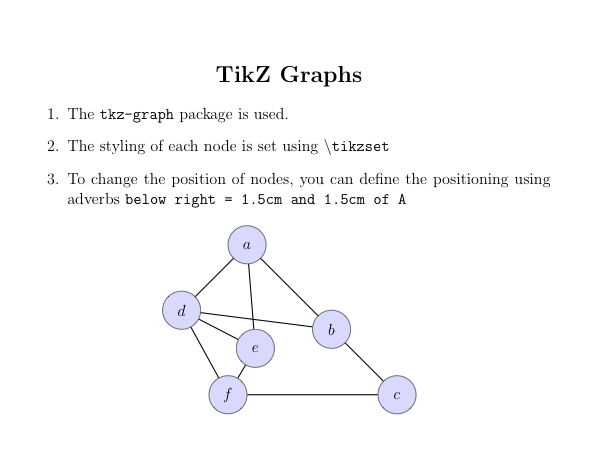 TikZ Graphs
1. The tkz-graph package is used.
2. The styling of each node is set using \tikzset
3. To change the position of nodes, you can define the positioning using
adverbs below right = 1.5cm and 1.5cm of A
a
d
b
e
f
c